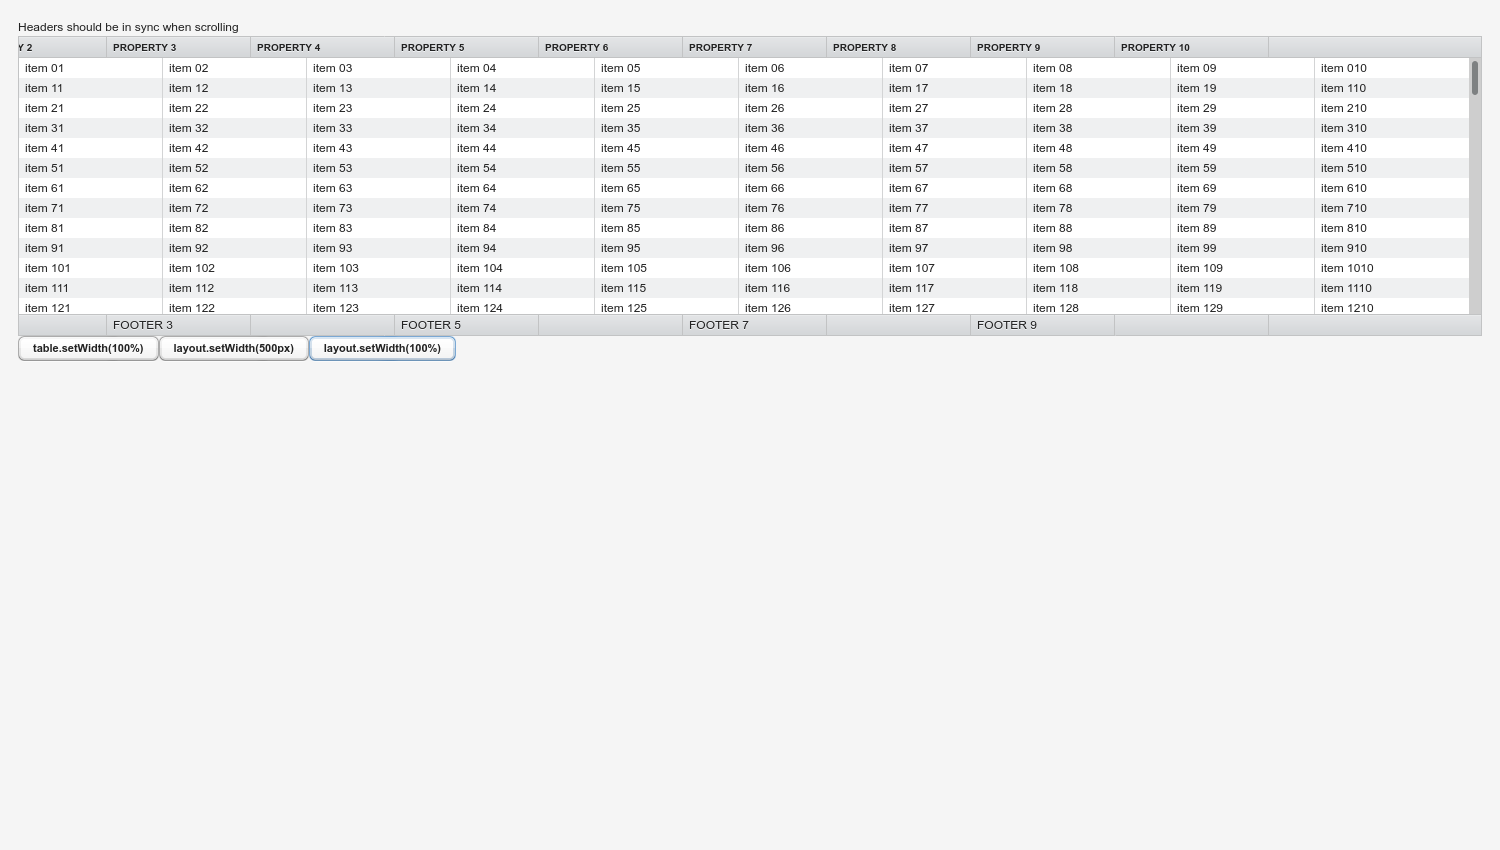 Headers should be in sync when scrolling
Y 2 PROPERTY 3 PROPERTY 4 PROPERTY 5 PROPERTY 6 PROPERTY 7 PROPERTY 8 PROPERTY 9 PROPERTY 10
item 01 item 02 item 03 item 04 item 05 item 06 item 07 item 08 item 09 item 010
item 11 item 12 item 13 item 14 item 15 item 16 item 17 item 18 item 19 item 110
item 21 item 22 item 23 item 24 item 25 item 26 item 27 item 28 item 29 item 210
item 31 item 32 item 33 item 34 item 35 item 36 item 37 item 38 item 39 item 310
item 41 item 42 item 43 item 44 item 45 item 46 item 47 item 48 item 49 item 410
item 51 item 52 item 53 item 54 item 55 item 56 item 57 item 58 item 59 item 510
item 61 item 62 item 63 item 64 item 65 item 66 item 67 item 68 item 69 item 610
item 71 item 72 item 73 item 74 item 75 item 76 item 77 item 78 item 79 item 710
item 81 item 82 item 83 item 84 item 85 item 86 item 87 item 88 item 89 item 810
item 91 item 92 item 93 item 94 item 95 item 96 item 97 item 98 item 99 item 910
item 101 item 102 item 103 item 104 item 105 item 106 item 107 item 108 item 109 item 1010
item 111 item 112 item 113 item 114 item 115 item 116 item 117 item 118 item 119 item 1110
item 121 item 122 item 123 item 124 item 125 item 126 item 127 item 128 item 129 item 1210
FOOTER 3 FOOTER 5 FOOTER 7 FOOTER 9
table.setWidth(100%) layout.setWidth(500px) layout.setWidth(100%)